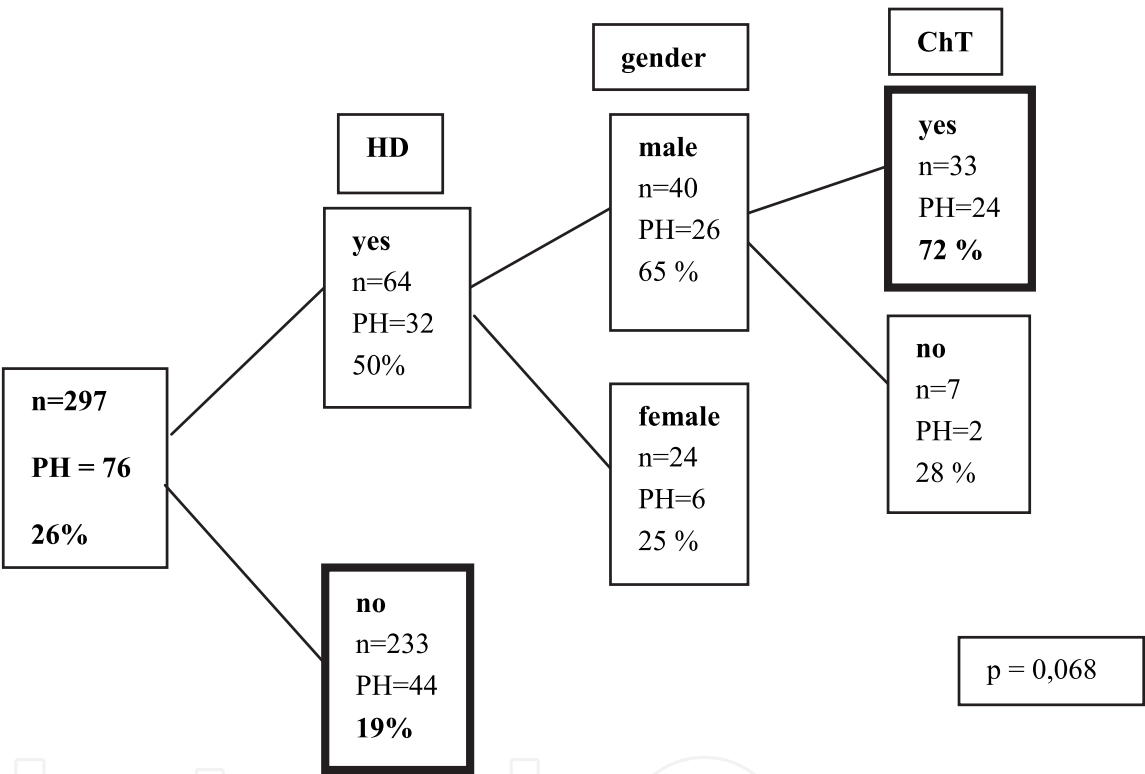 n=297
PH = 76
26%
HD
yes
n=64
PH=32
50%
no
n=233
PH=44
19%
gender
male
n=40
PH=26
65 %
female
n=24
PH=6
25 %
ChT
yes
n=33
PH=24
72 %
no
n=7
PH=2
28 %
p = 0,068